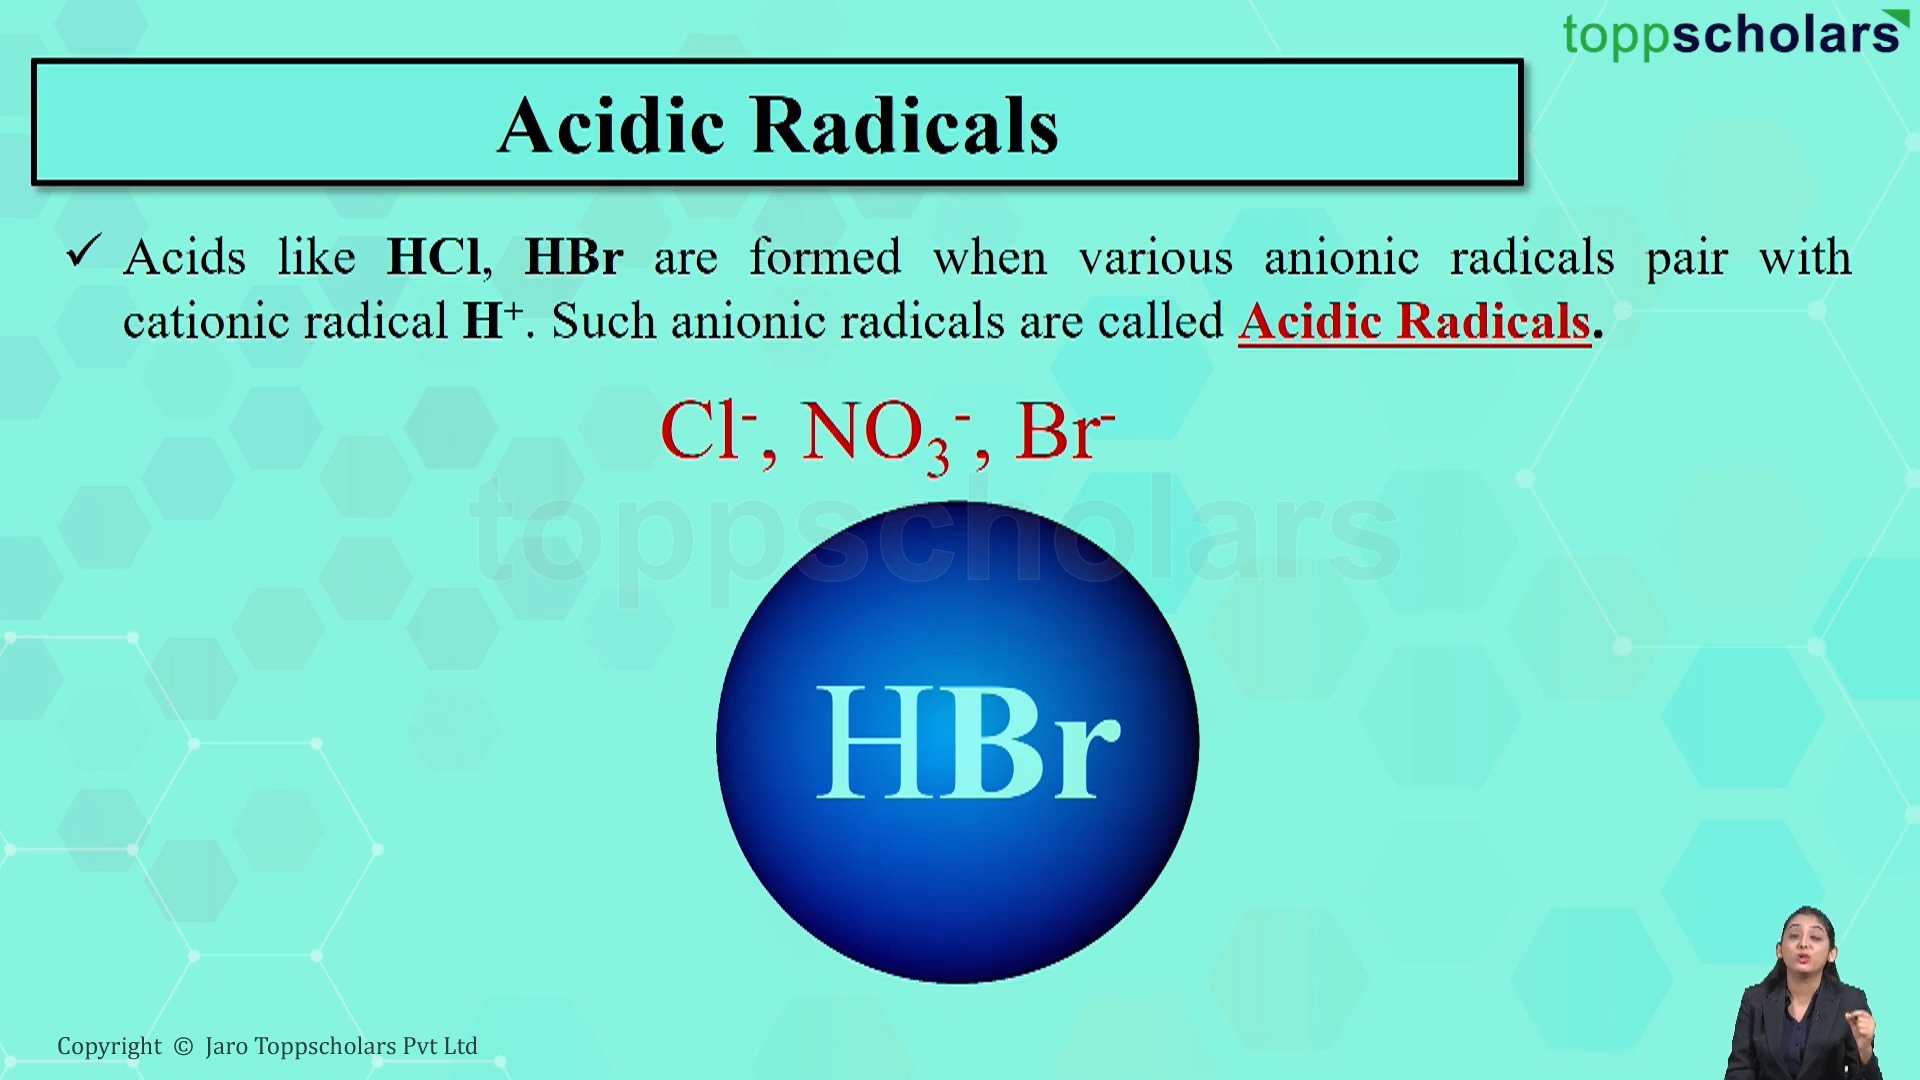 toppscholars
Acidic Radicals
✓ Acids like HCl, HBr are formed when various anionic radicals pair with
cationic radical H⁺. Such anionic radicals are called Acidic Radicals.
Cl⁻, NO₃⁻, Br⁻
toppscholars
HBr
Copyright © Jaro Toppscholars Pvt Ltd